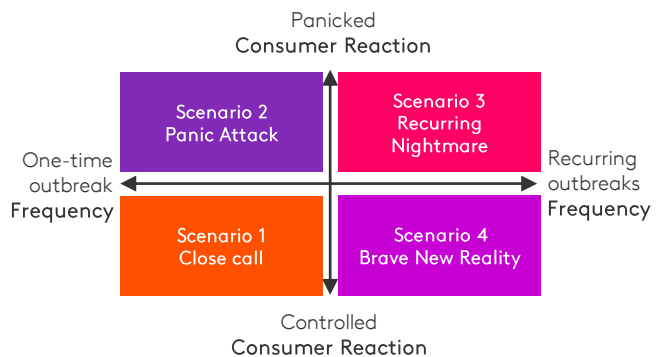 Panicked
Consumer Reaction
Scenario 2
Panic Attack
Scenario 3
Recurring
Nightmare
One-time
outbreak
Frequency
Recurring
outbreaks
Frequency
Scenario 1
Close call
Scenario 4
Brave New Reality
Controlled
Consumer Reaction